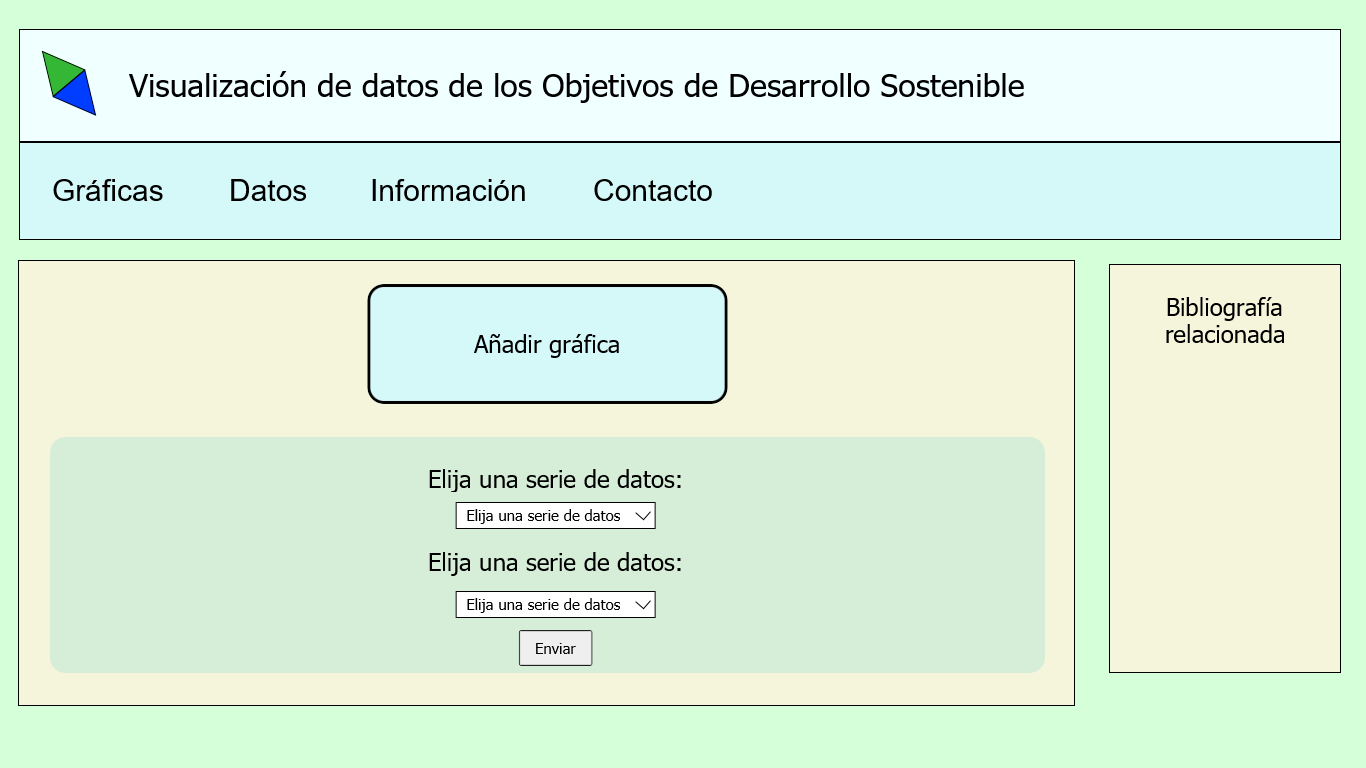 Visualización de datos de los Objetivos de Desarrollo Sostenible
Gráficas Datos Información Contacto
Añadir gráfica
Elija una serie de datos:
Elija una serie de datos
Elija una serie de datos:
Elija una serie de datos
Enviar
Bibliografía
relacionada